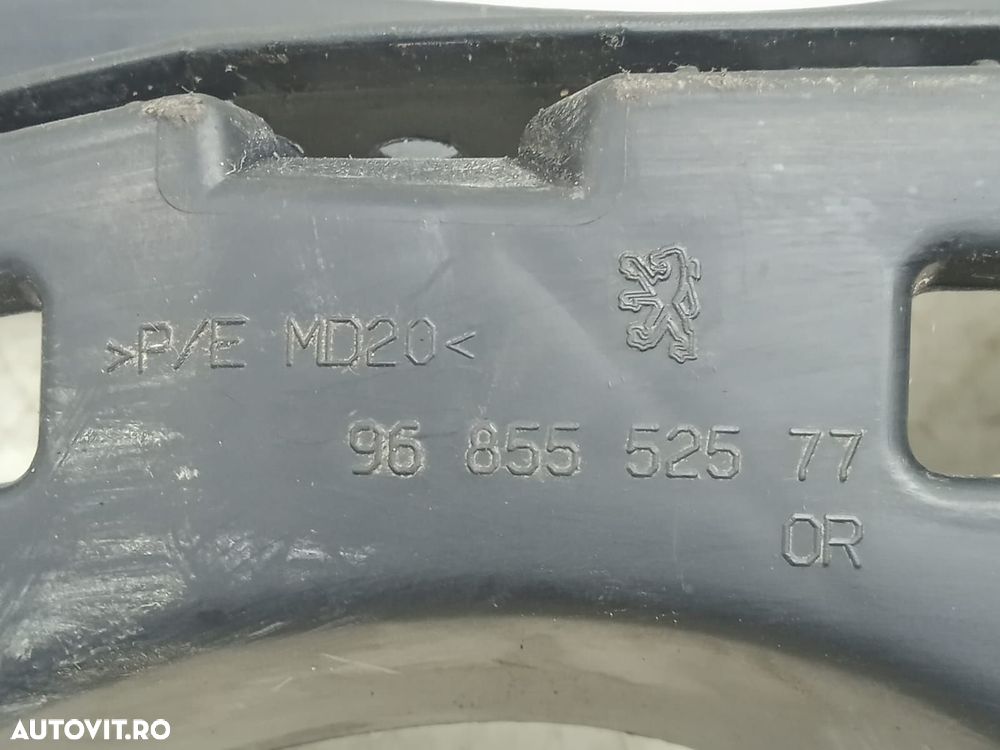 >P/E MD20<
96 855 525 77
OR
AUTOVIT.RO